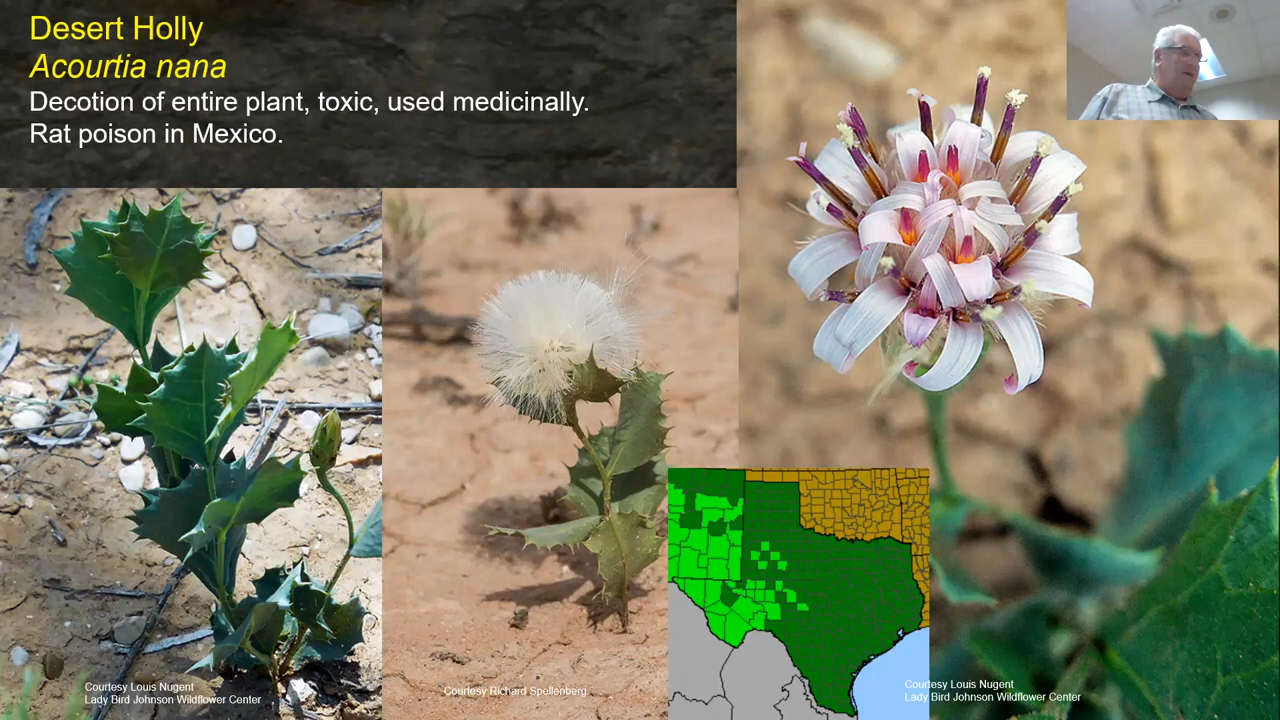 Desert Holly
Acourtia nana
Decotion of entire plant, toxic, used medicinally.
Rat poison in Mexico.
Courtesy Louis Nugent
Lady Bird Johnson Wildflower Center
Courtesy Richard Spellenberg
Courtesy Louis Nugent
Lady Bird Johnson Wildflower Center